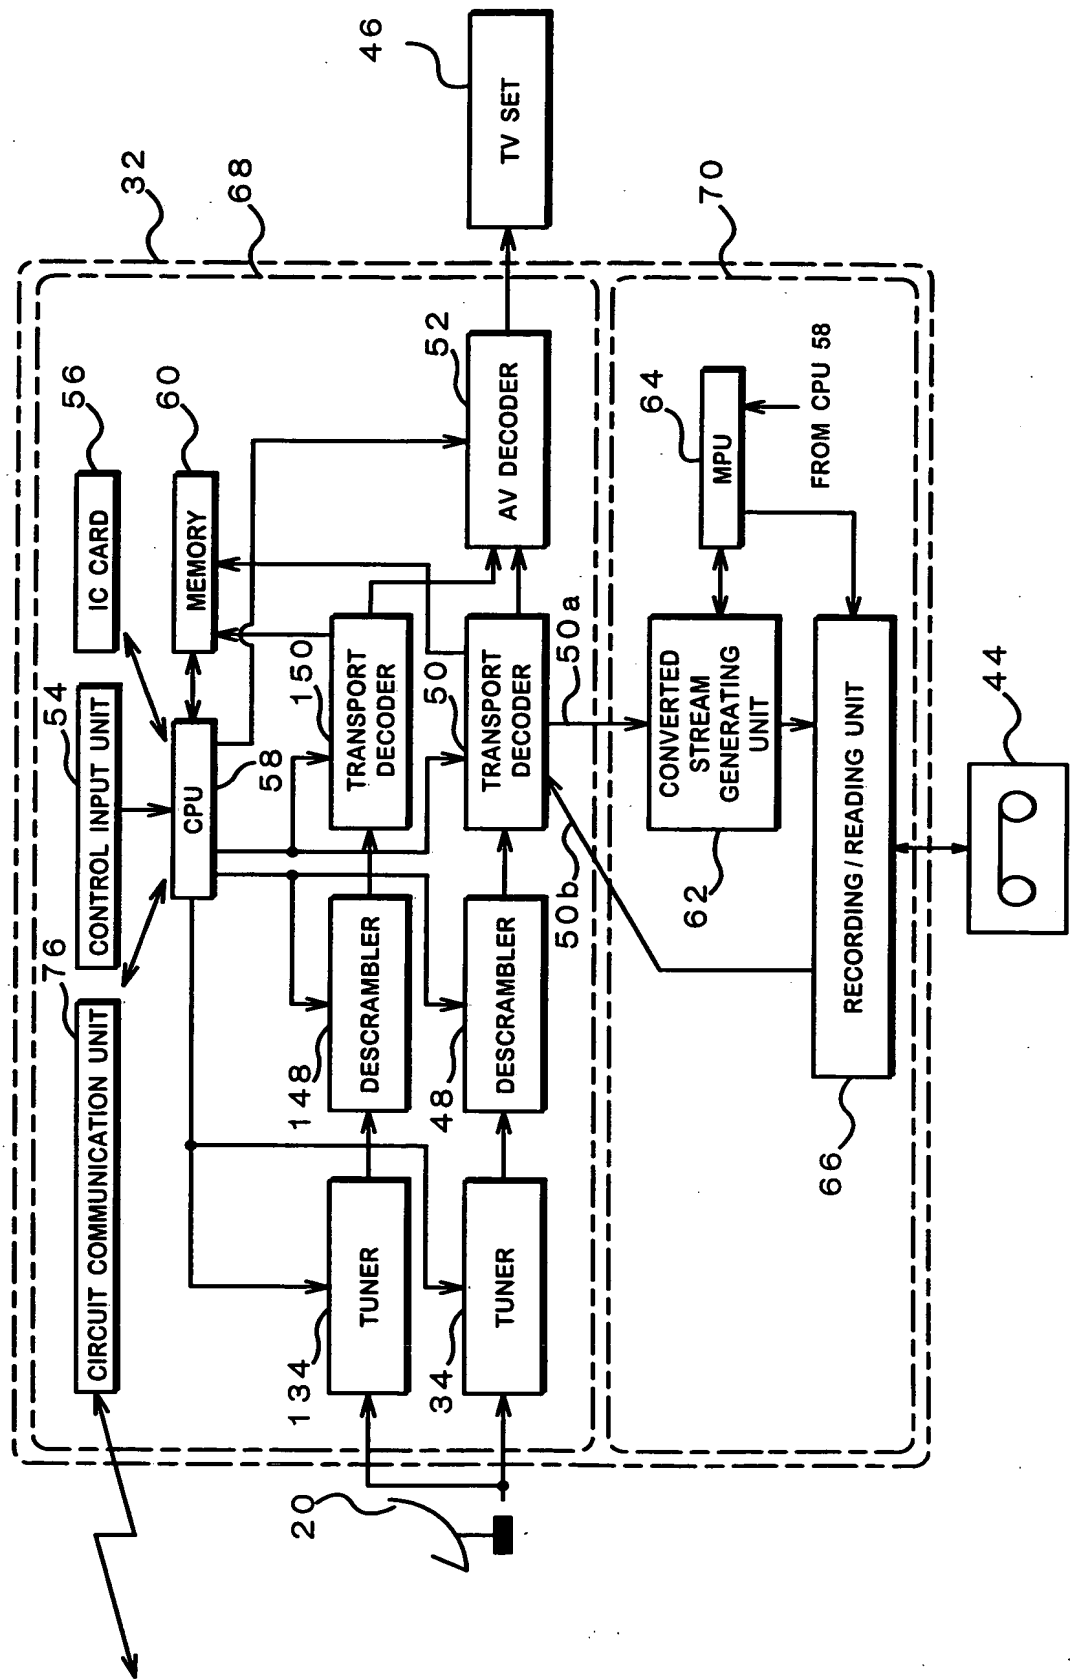 CIRCUIT COMMUNICATION UNIT
76
CONTROL INPUT UNIT
54
IC CARD
56
32
68
CPU
58
MEMORY
60
20
134
TUNER
148
DESCRAMBLER
150
TRANSPORT
DECODER
34
TUNER
48
DESCRAMBLER
50
TRANSPORT
DECODER
52
AV DECODER
46
TV SET
50b
50a
62
CONVERTED
STREAM
GENERATING
UNIT
64
MPU
FROM CPU 58
70
66
RECORDING/READING UNIT
44